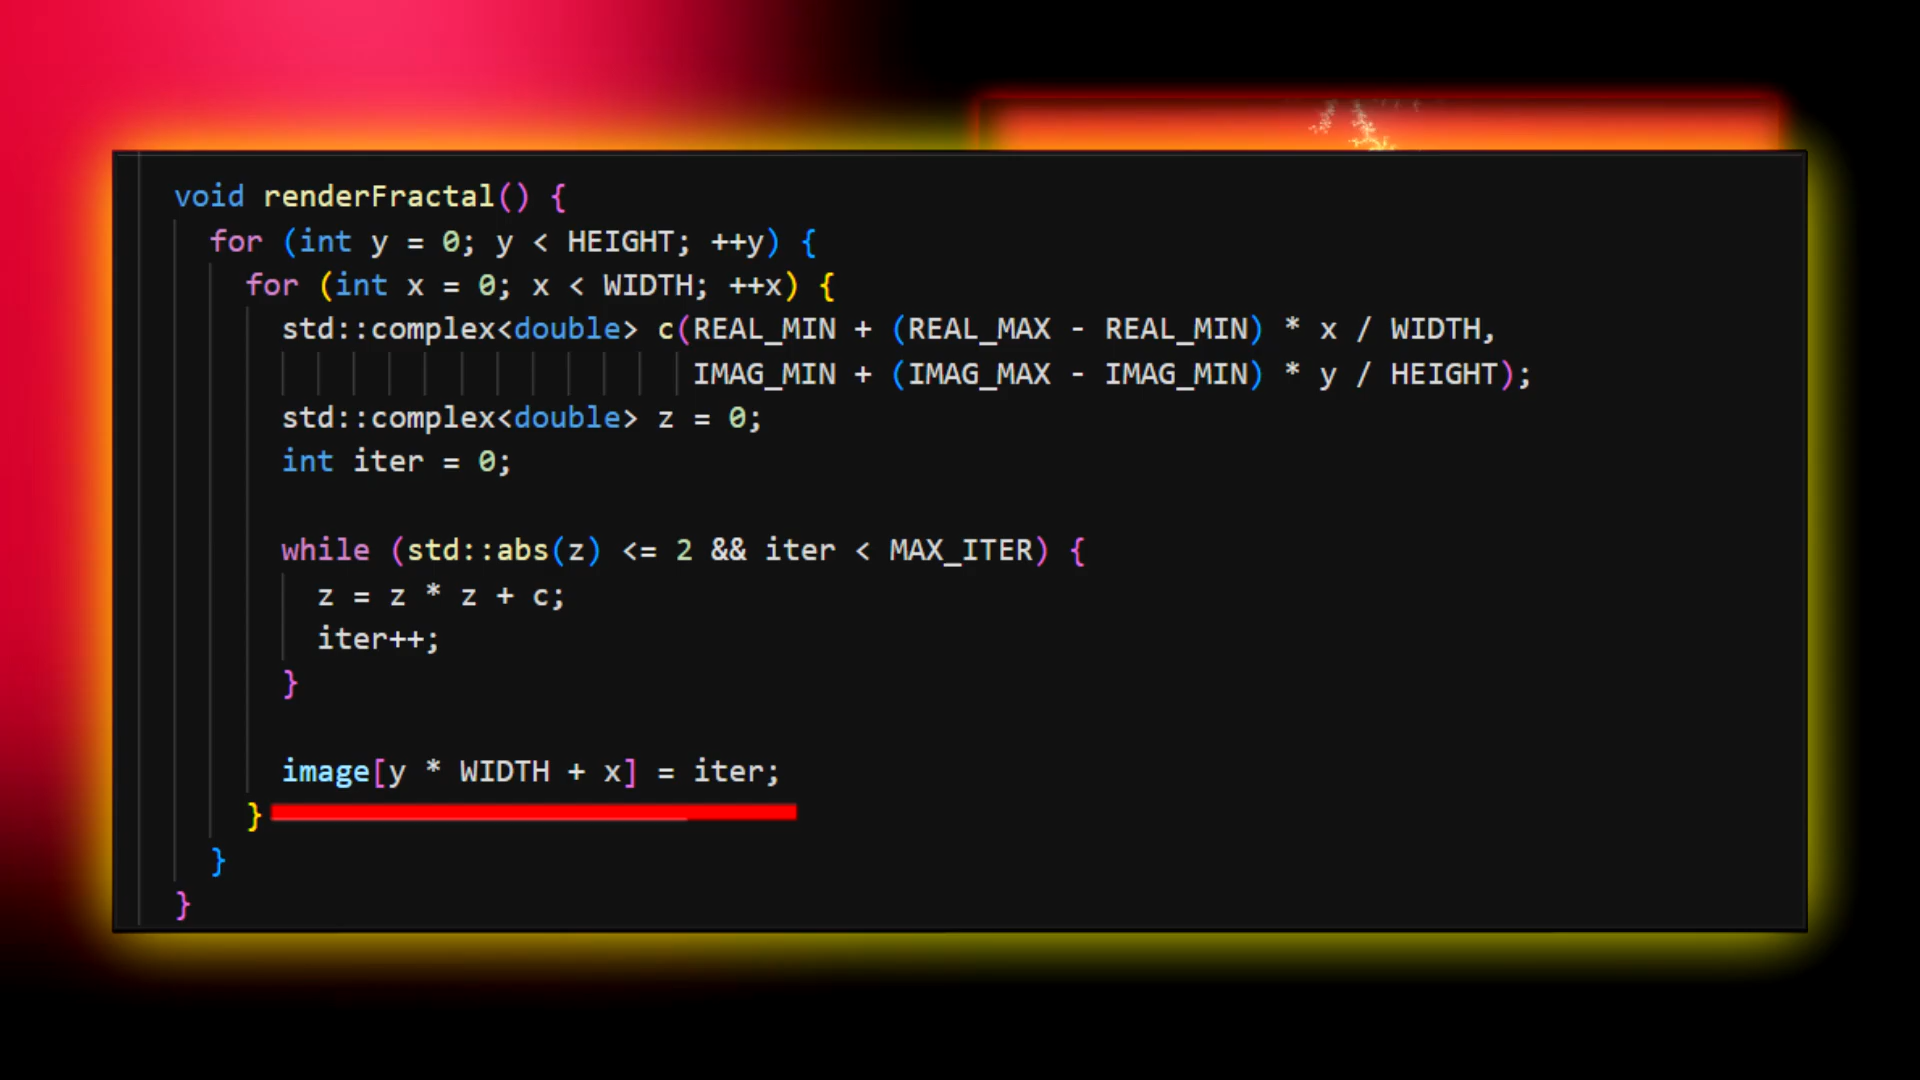 void renderFractal() {
for (int y = 0; y < HEIGHT; ++y) {
for (int x = 0; x < WIDTH; ++x) {
std::complex<double> c(REAL_MIN + (REAL_MAX - REAL_MIN) * x / WIDTH,
IMAG_MIN + (IMAG_MAX - IMAG_MIN) * y / HEIGHT);
std::complex<double> z = 0;
int iter = 0;
while (std::abs(z) <= 2 && iter < MAX_ITER) {
z = z * z + c;
iter++;
}
image[y * WIDTH + x] = iter;
}
}
}